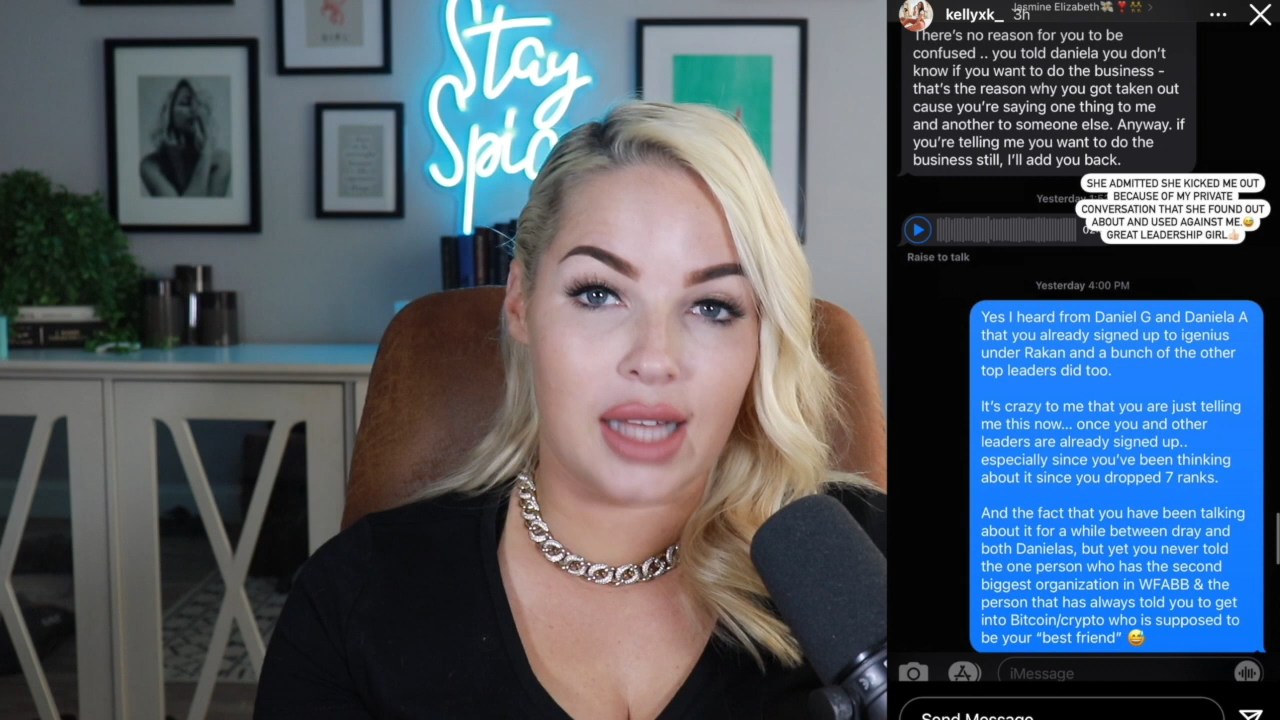 Stay
kellyxk_ 3h
Jasmine Elizabeth💸❣️👯
There's no reason for you to be
confused .. you told daniela you don't
know if you want to do the business -
that's the reason why you got taken out
cause you're saying one thing to me
and another to someone else. Anyway. if
you're telling me you want to do the
business still, I'll add you back.
SHE ADMITTED SHE KICKED ME OUT
Yesterday
BECAUSE OF MY PRIVATE
CONVERSATION THAT SHE FOUND OUT
ABOUT AND USED AGAINST ME.😅
GREAT LEADERSHIP GIRL👍🏻
Raise to talk
Yesterday 4:00 PM
Yes I heard from Daniel G and Daniela A
that you already signed up to igenius
under Rakan and a bunch of the other
top leaders did too.
It's crazy to me that you are just telling
me this now... once you and other
leaders are already signed up..
especially since you've been thinking
about it since you dropped 7 ranks.
And the fact that you have been talking
about it for a while between dray and
both Danielas, but yet you never told
the one person who has the second
biggest organization in WFABB & the
person that has always told you to get
into Bitcoin/crypto who is supposed to
be your "best friend" 😅
iMessage
Send Message